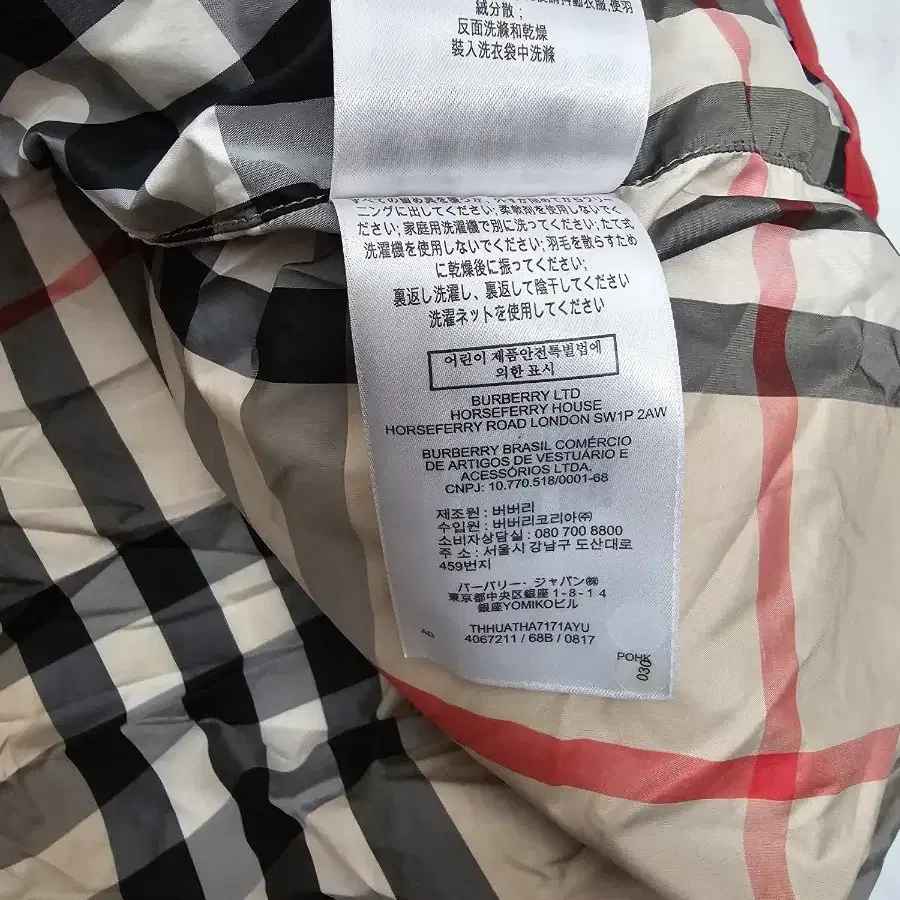 絨分散；
反面洗滌和乾燥
裝入洗衣袋中洗滌
ーニングに出してください; 柔軟剤を使用しないでく
ださい; 家庭用洗濯機で別に洗ってください; たて式
洗濯機を使用しないでください; 羽毛を散らすため
に乾燥後に振ってください;
裏返し洗濯し、裏返して陰干してください
洗濯ネットを使用してください
어린이 제품안전특별법에
의한 표시
BURBERRY LTD
HORSEFERRY HOUSE
HORSEFERRY ROAD LONDON SW1P 2AW
BURBERRY BRASIL COMÉRCIO
DE ARTIGOS DE VESTUÁRIO E
ACESSÓRIOS LTDA.
CNPJ: 10.770.518/0001-68
제조원 : 버버리
수입원 : 버버리코리아㈜
소비자상담실 : 080 700 8800
주 소 : 서울시 강남구 도산대로
459번지
バーバリー・ジャパン㈱
東京都中央区銀座 1-8-14
銀座YOMIKOビル
THHUATHA7171AYU
4067211 / 68B / 0817
AD
POHK
030